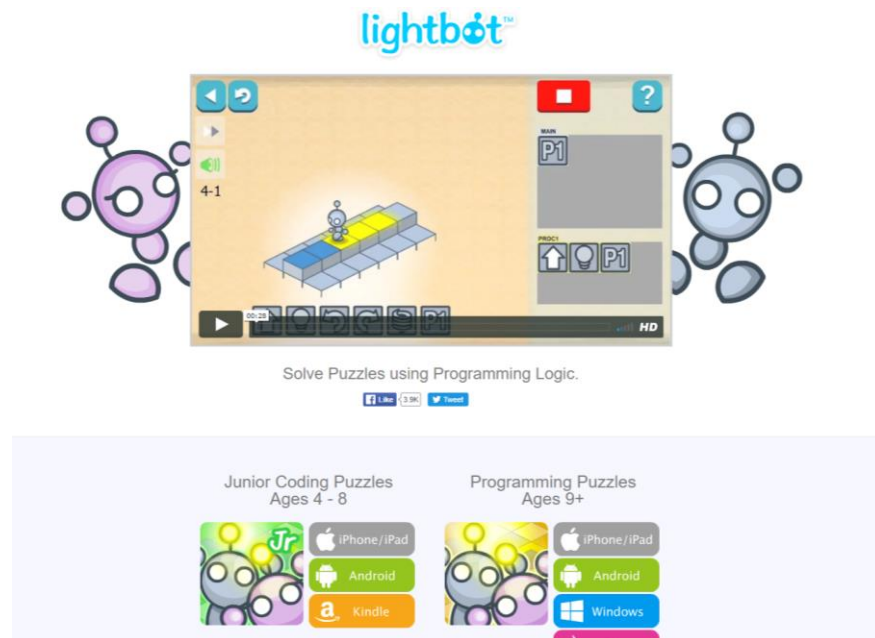 lightbot™
?
MAIN
P1
4-1
PROC1
P1
P1
00:28
HD
Solve Puzzles using Programming Logic.
Like 3.9K Tweet
Junior Coding Puzzles
Ages 4 - 8
Programming Puzzles
Ages 9+
Jr
iPhone/iPad
Android
Kindle
iPhone/iPad
Android
Windows